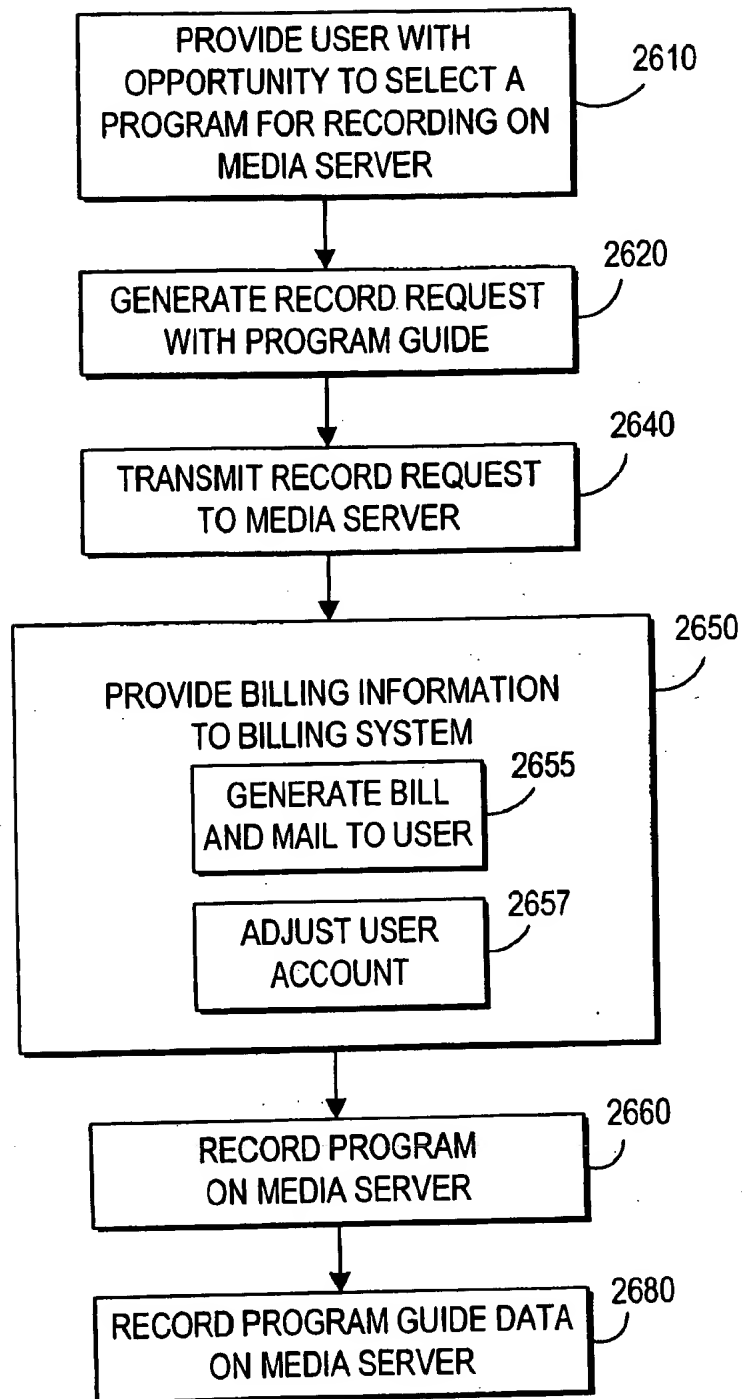 PROVIDE USER WITH
OPPORTUNITY TO SELECT A
PROGRAM FOR RECORDING ON
MEDIA SERVER
2610
GENERATE RECORD REQUEST
WITH PROGRAM GUIDE
2620
TRANSMIT RECORD REQUEST
TO MEDIA SERVER
2640
PROVIDE BILLING INFORMATION
TO BILLING SYSTEM
2650
GENERATE BILL
AND MAIL TO USER
2655
ADJUST USER
ACCOUNT
2657
RECORD PROGRAM
ON MEDIA SERVER
2660
RECORD PROGRAM GUIDE DATA
ON MEDIA SERVER
2680